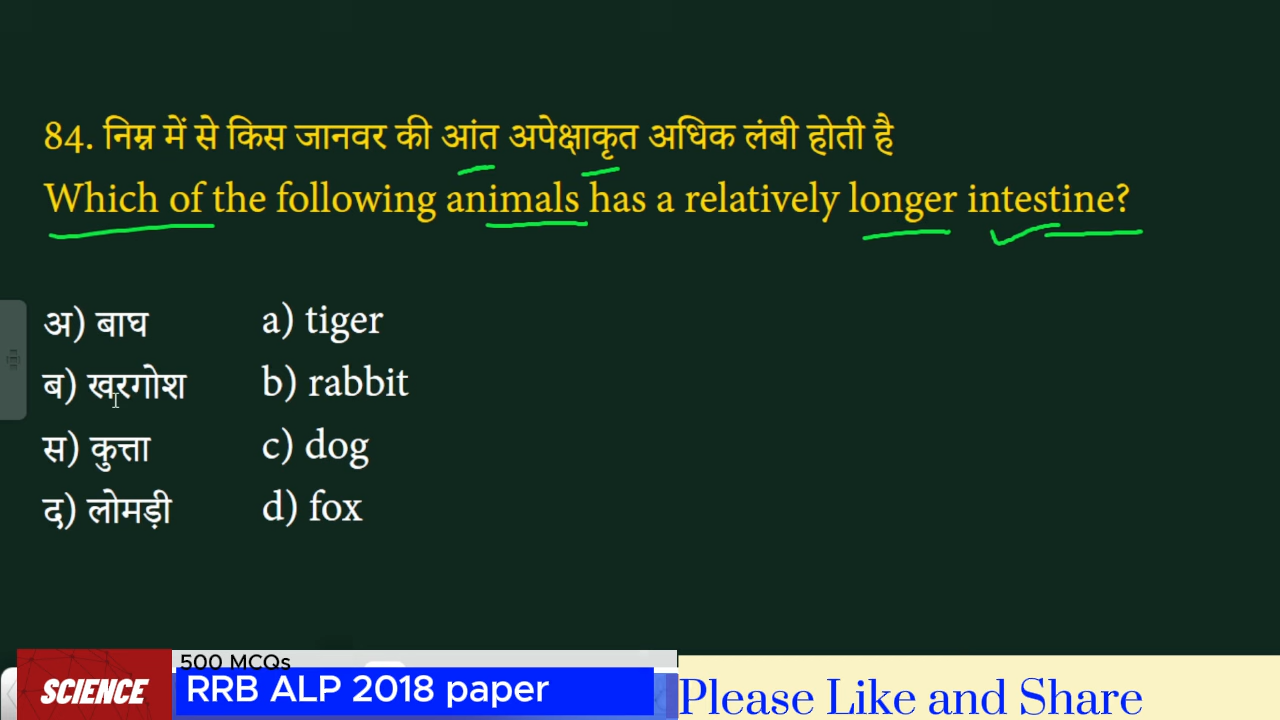 84. निम्न में से किस जानवर की आंत अपेक्षाकृत अधिक लंबी होती है
Which of the following animals has a relatively longer intestine?
अ) बाघ a) tiger
ब) खरगोश b) rabbit
स) कुत्ता c) dog
द) लोमड़ी d) fox
500 MCQs
SCIENCE RRB ALP 2018 paper Please Like and Share